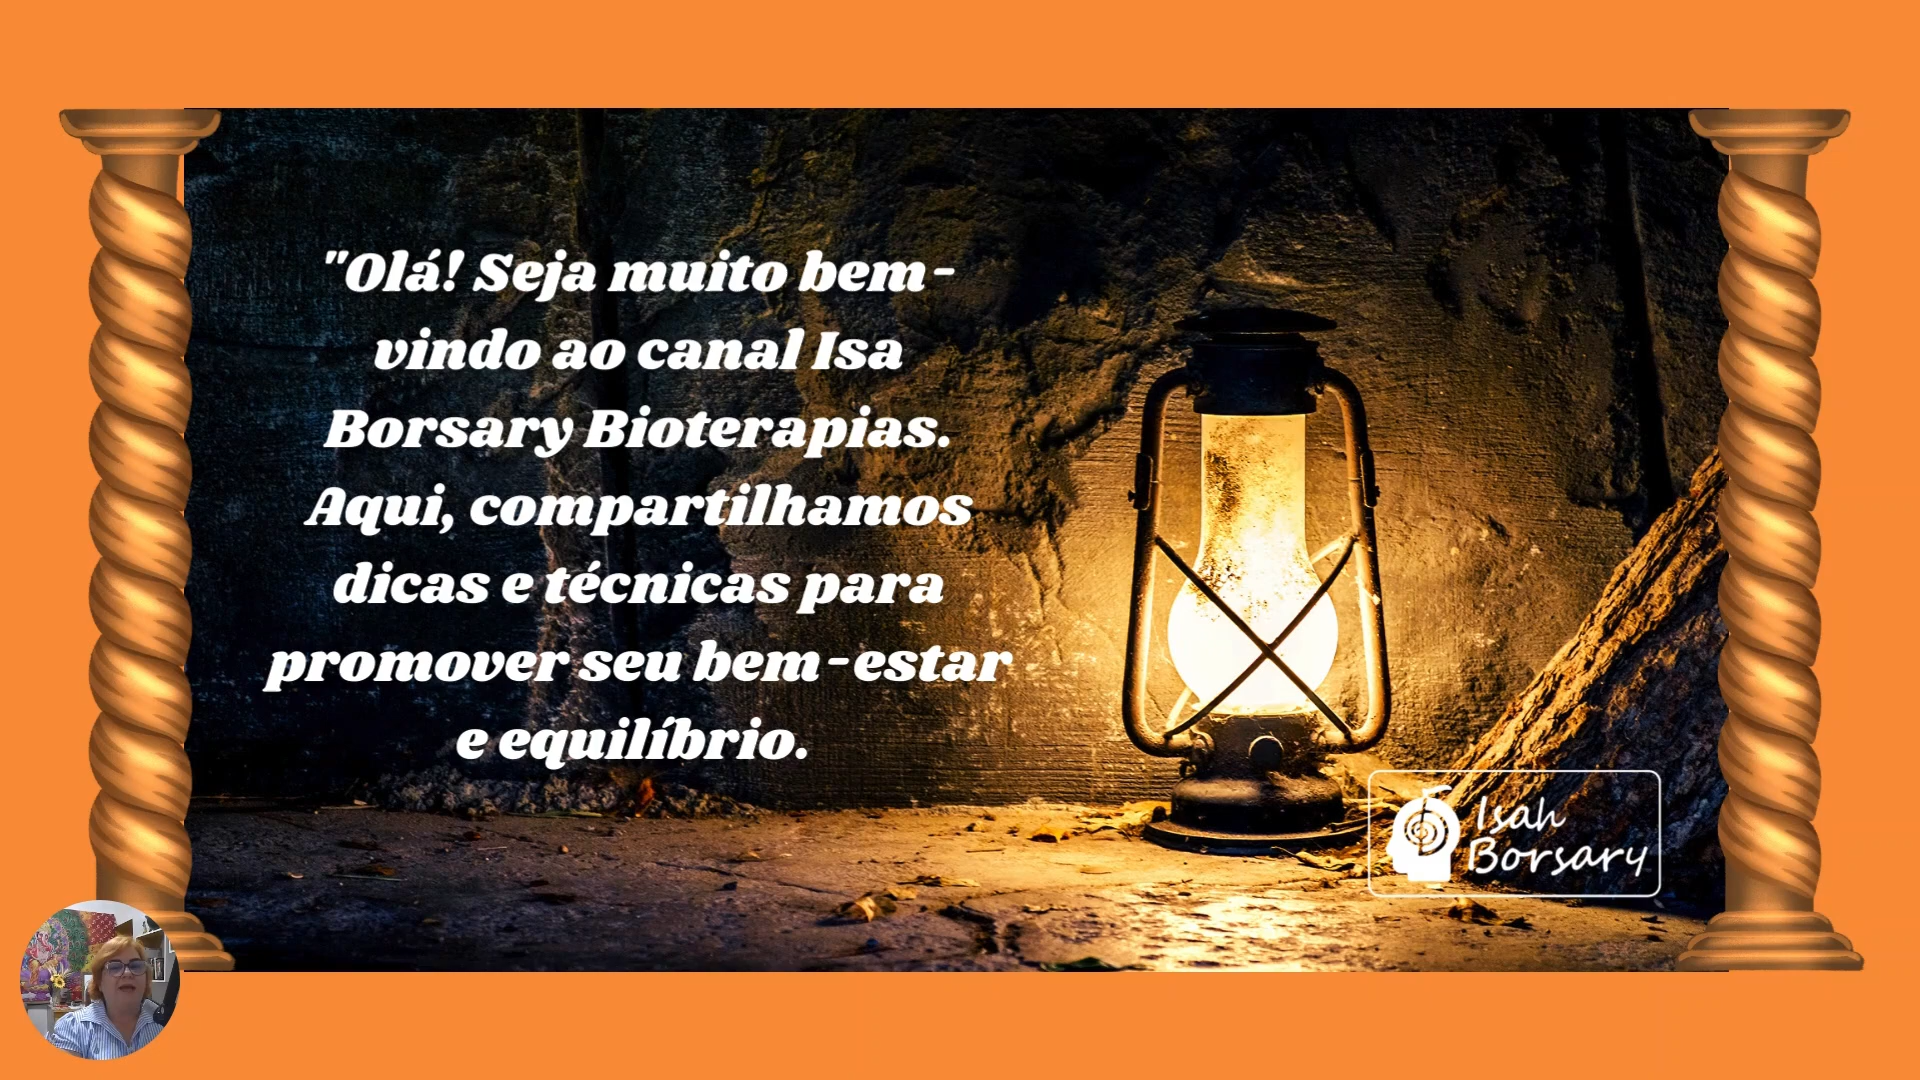 "Olá! Seja muito bem-
vindo ao canal Isa
Borsary Bioterapias.
Aqui, compartilhamos
dicas e técnicas para
promover seu bem-estar
e equilíbrio.
Isah
Borsary